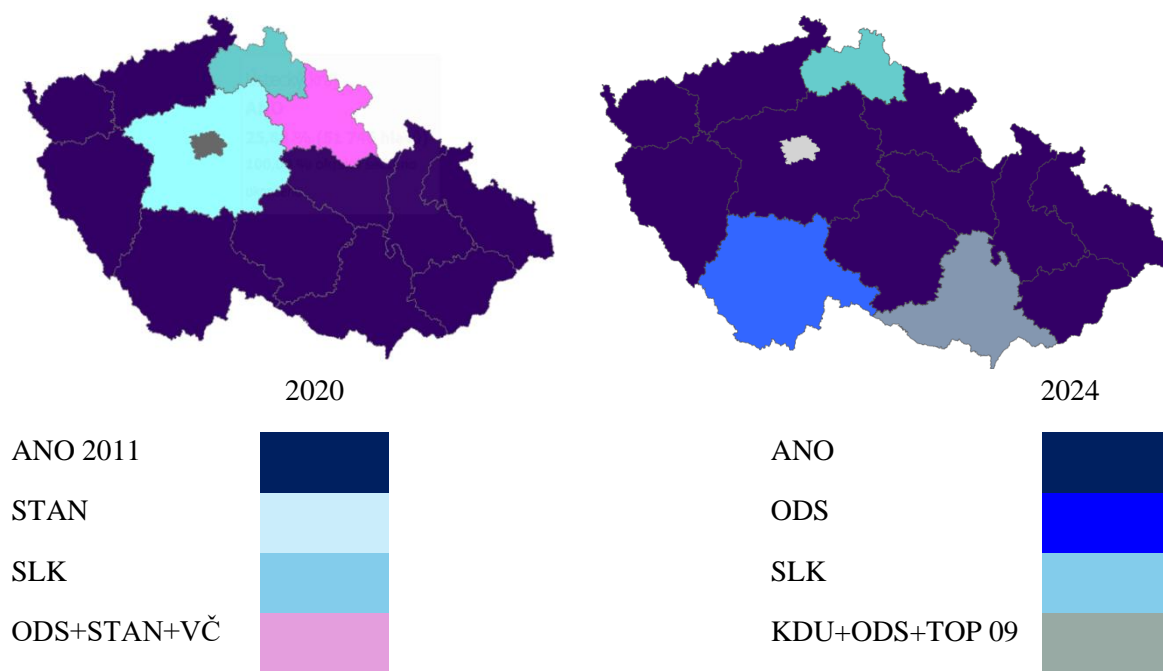 2020
2024
ANO 2011
STAN
SLK
ODS+STAN+VČ
ANO
ODS
SLK
KDU+ODS+TOP 09